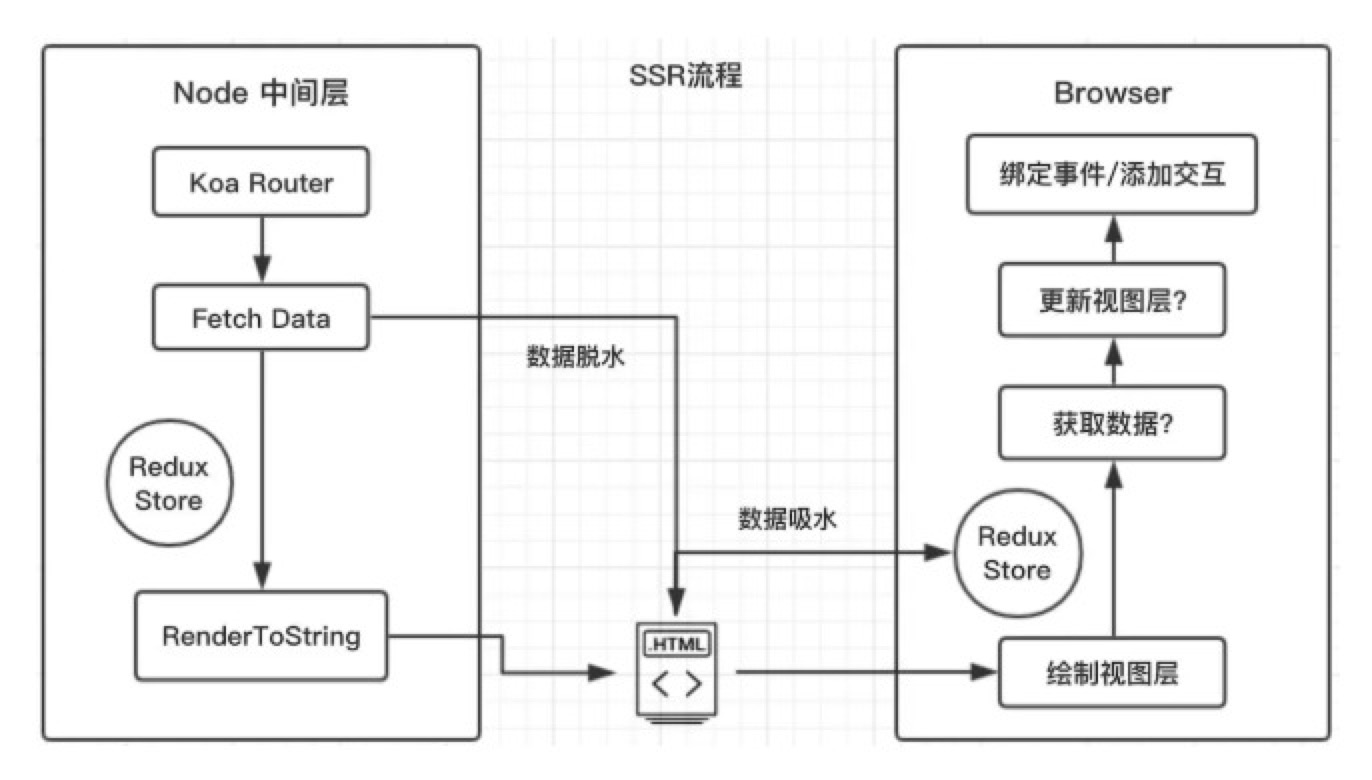 SSR流程
Node 中间层
Koa Router
Fetch Data
Redux
Store
RenderToString
数据脱水
数据吸水
.HTML
< >
Browser
绑定事件/添加交互
更新视图层?
获取数据?
Redux
Store
绘制视图层